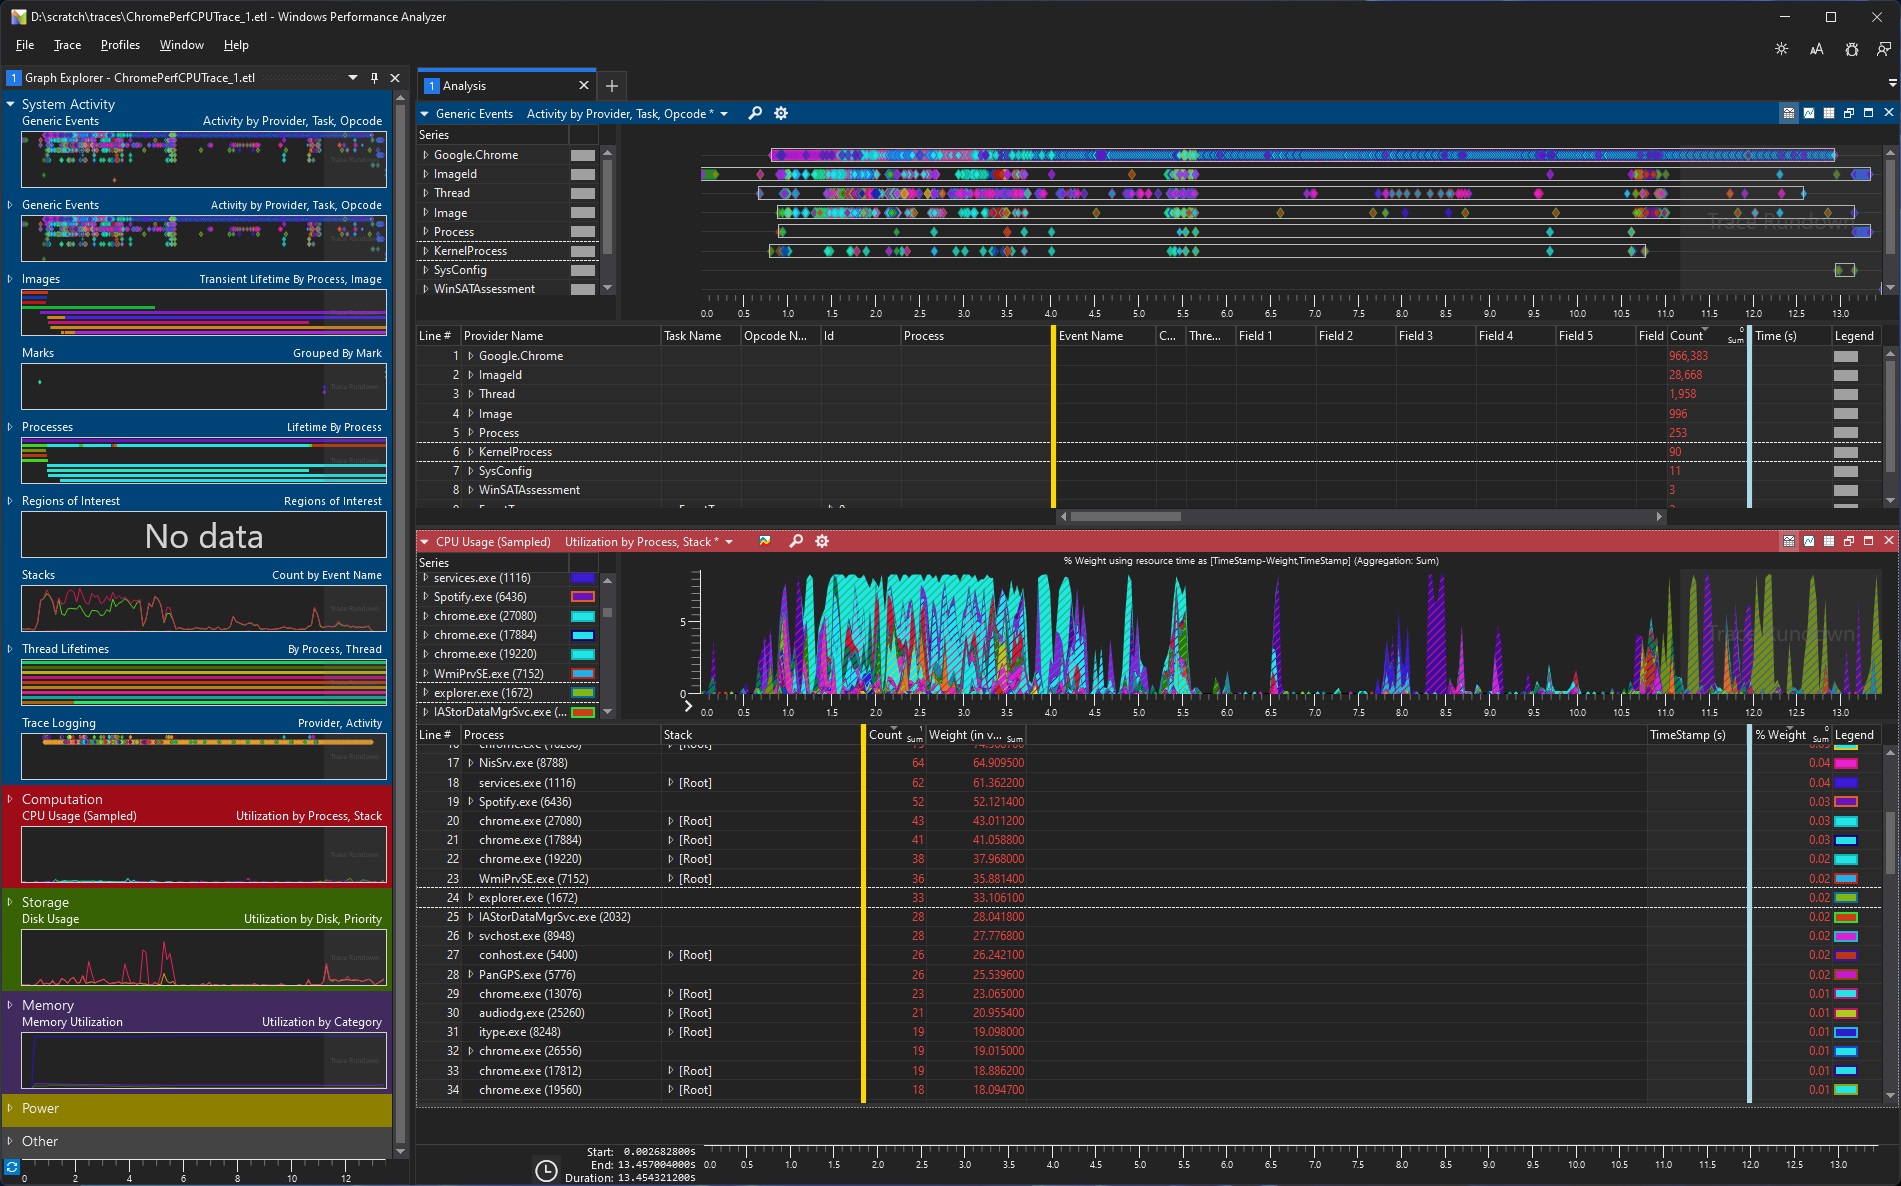 D:\scratch\traces\ChromePerfCPUTrace_1.etl - Windows Performance Analyzer
File Trace Profiles Window Help
1 Graph Explorer - ChromePerfCPUTrace_1.etl
System Activity
Generic Events Activity by Provider, Task, Opcode
Trace Rundown
Generic Events Activity by Provider, Task, Opcode
Trace Rundown
Images Transient Lifetime By Process, Image
Trace Rundown
Marks Grouped By Mark
Trace Rundown
Processes Lifetime By Process
Trace Rundown
Regions of Interest Regions of Interest
No data
Stacks Count by Event Name
Trace Rundown
Thread Lifetimes By Process, Thread
Trace Rundown
Trace Logging Provider, Activity
Trace Rundown
Computation
CPU Usage (Sampled) Utilization by Process, Stack
Trace Rundown
Storage
Disk Usage Utilization by Disk, Priority
Trace Rundown
Memory
Memory Utilization Utilization by Category
Trace Rundown
Power
Other
0 2 4 6 8 10 12
1 Analysis
Generic Events Activity by Provider, Task, Opcode *
Series
Google.Chrome
ImageId
Thread
Image
Process
KernelProcess
SysConfig
WinSATAssessment
Trace Rundown
0.0 0.5 1.0 1.5 2.0 2.5 3.0 3.5 4.0 4.5 5.0 5.5 6.0 6.5 7.0 7.5 8.0 8.5 9.0 9.5 10.0 10.5 11.0 11.5 12.0 12.5 13.0
Line # Provider Name Task Name Opcode N... Id Process Event Name C... Thre... Field 1 Field 2 Field 3 Field 4 Field 5 Field Count 0 Sum Time (s) Legend
1 Google.Chrome 966,383
2 ImageId 28,668
3 Thread 1,958
4 Image 996
5 Process 253
6 KernelProcess 90
7 SysConfig 11
8 WinSATAssessment 3
CPU Usage (Sampled) Utilization by Process, Stack *
Series
services.exe (1116)
Spotify.exe (6436)
chrome.exe (27080)
chrome.exe (17884)
chrome.exe (19220)
WmiPrvSE.exe (7152)
explorer.exe (1672)
IAStorDataMgrSvc.exe (...
% Weight using resource time as [TimeStamp-Weight,TimeStamp] (Aggregation: Sum)
5
0
Trace Rundown
0.0 0.5 1.0 1.5 2.0 2.5 3.0 3.5 4.0 4.5 5.0 5.5 6.0 6.5 7.0 7.5 8.0 8.5 9.0 9.5 10.0 10.5 11.0 11.5 12.0 12.5 13.0
Line # Process Stack Count 1 Sum Weight (in v... Sum TimeStamp (s) % Weight 0 Sum Legend
17 NisSrv.exe (8788) 64 64.909500 0.04
18 services.exe (1116) [Root] 62 61.362200 0.04
19 Spotify.exe (6436) 52 52.121400 0.03
20 chrome.exe (27080) [Root] 43 43.011200 0.03
21 chrome.exe (17884) [Root] 41 41.058800 0.03
22 chrome.exe (19220) [Root] 38 37.968000 0.02
23 WmiPrvSE.exe (7152) [Root] 36 35.881400 0.02
24 explorer.exe (1672) 33 33.106100 0.02
25 IAStorDataMgrSvc.exe (2032) 28 28.041800 0.02
26 svchost.exe (8948) 28 27.776800 0.02
27 conhost.exe (5400) [Root] 26 26.242100 0.02
28 PanGPS.exe (5776) 26 25.539600 0.02
29 chrome.exe (13076) [Root] 23 23.065000 0.01
30 audiodg.exe (25260) [Root] 21 20.955400 0.01
31 itype.exe (8248) [Root] 19 19.098000 0.01
32 chrome.exe (26556) 19 19.015000 0.01
33 chrome.exe (17812) [Root] 19 18.886200 0.01
34 chrome.exe (19560) [Root] 18 18.094700 0.01
Start: 0.002682800s
End: 13.457004000s
Duration: 13.454321200s
0.0 0.5 1.0 1.5 2.0 2.5 3.0 3.5 4.0 4.5 5.0 5.5 6.0 6.5 7.0 7.5 8.0 8.5 9.0 9.5 10.0 10.5 11.0 11.5 12.0 12.5 13.0